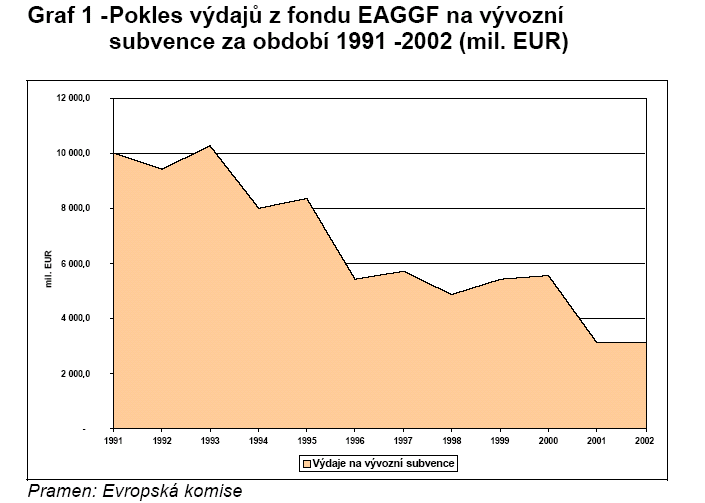 Graf 1 -Pokles výdajů z fondu EAGGF na vývozní
subvence za období 1991 -2002 (mil. EUR)
12 000,0
10 000,0
8 000,0
6 000,0
4 000,0
2 000,0
-
mil. EUR
1991 1992 1993 1994 1995 1996 1997 1998 1999 2000 2001 2002
Výdaje na vývozní subvence
Pramen: Evropská komise